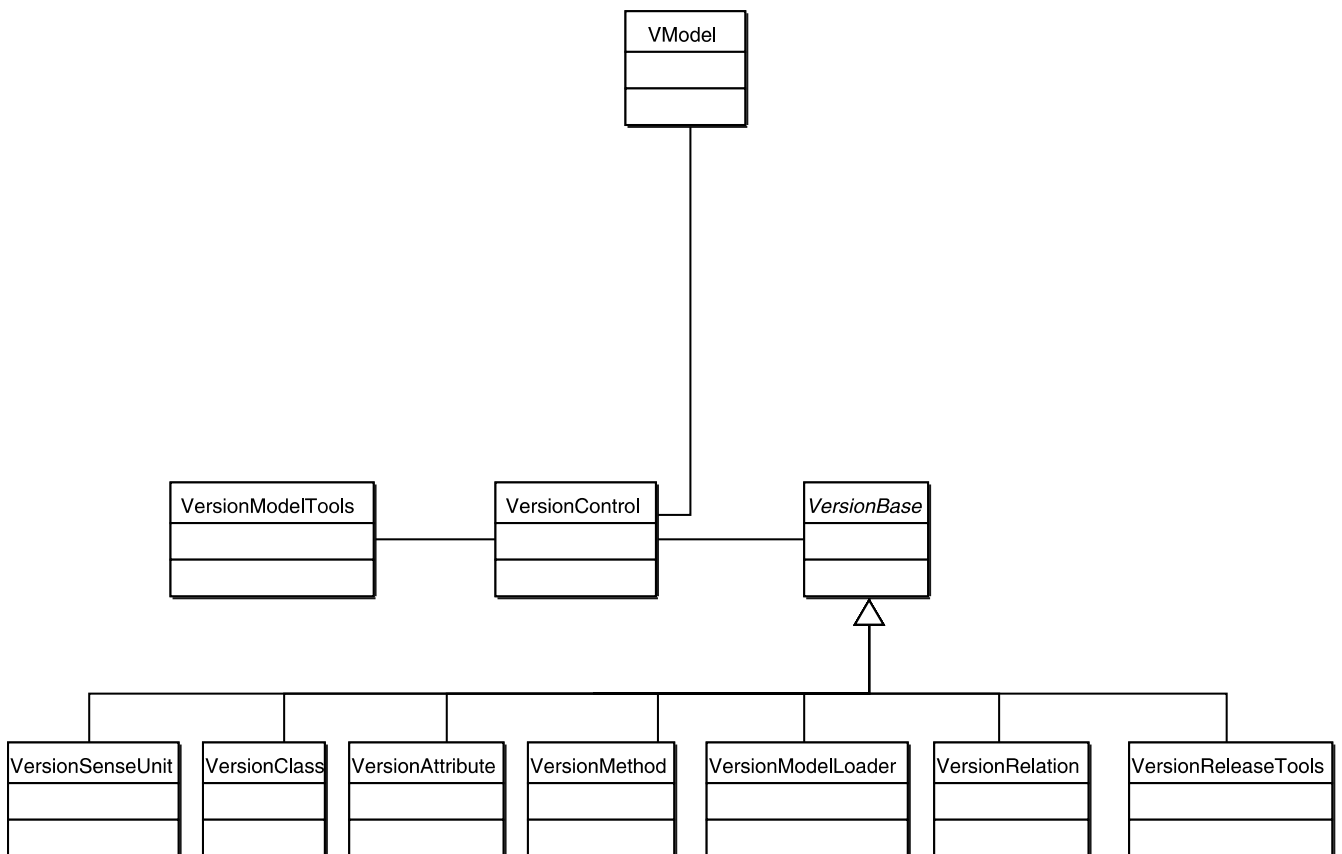 VModel
VersionModelTools
VersionControl
VersionBase
VersionSenseUnit
VersionClass
VersionAttribute
VersionMethod
VersionModelLoader
VersionRelation
VersionReleaseTools